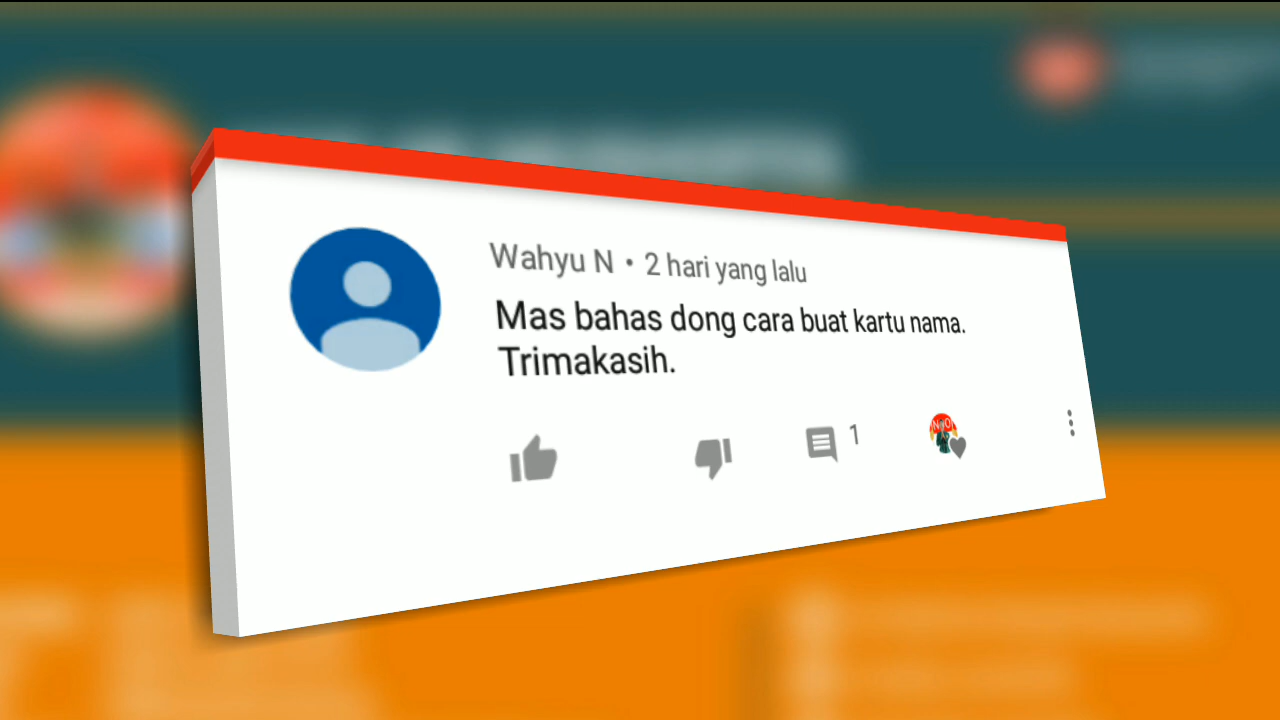 Wahyu N • 2 hari yang lalu
Mas bahas dong cara buat kartu nama.
Trimakasih.
1